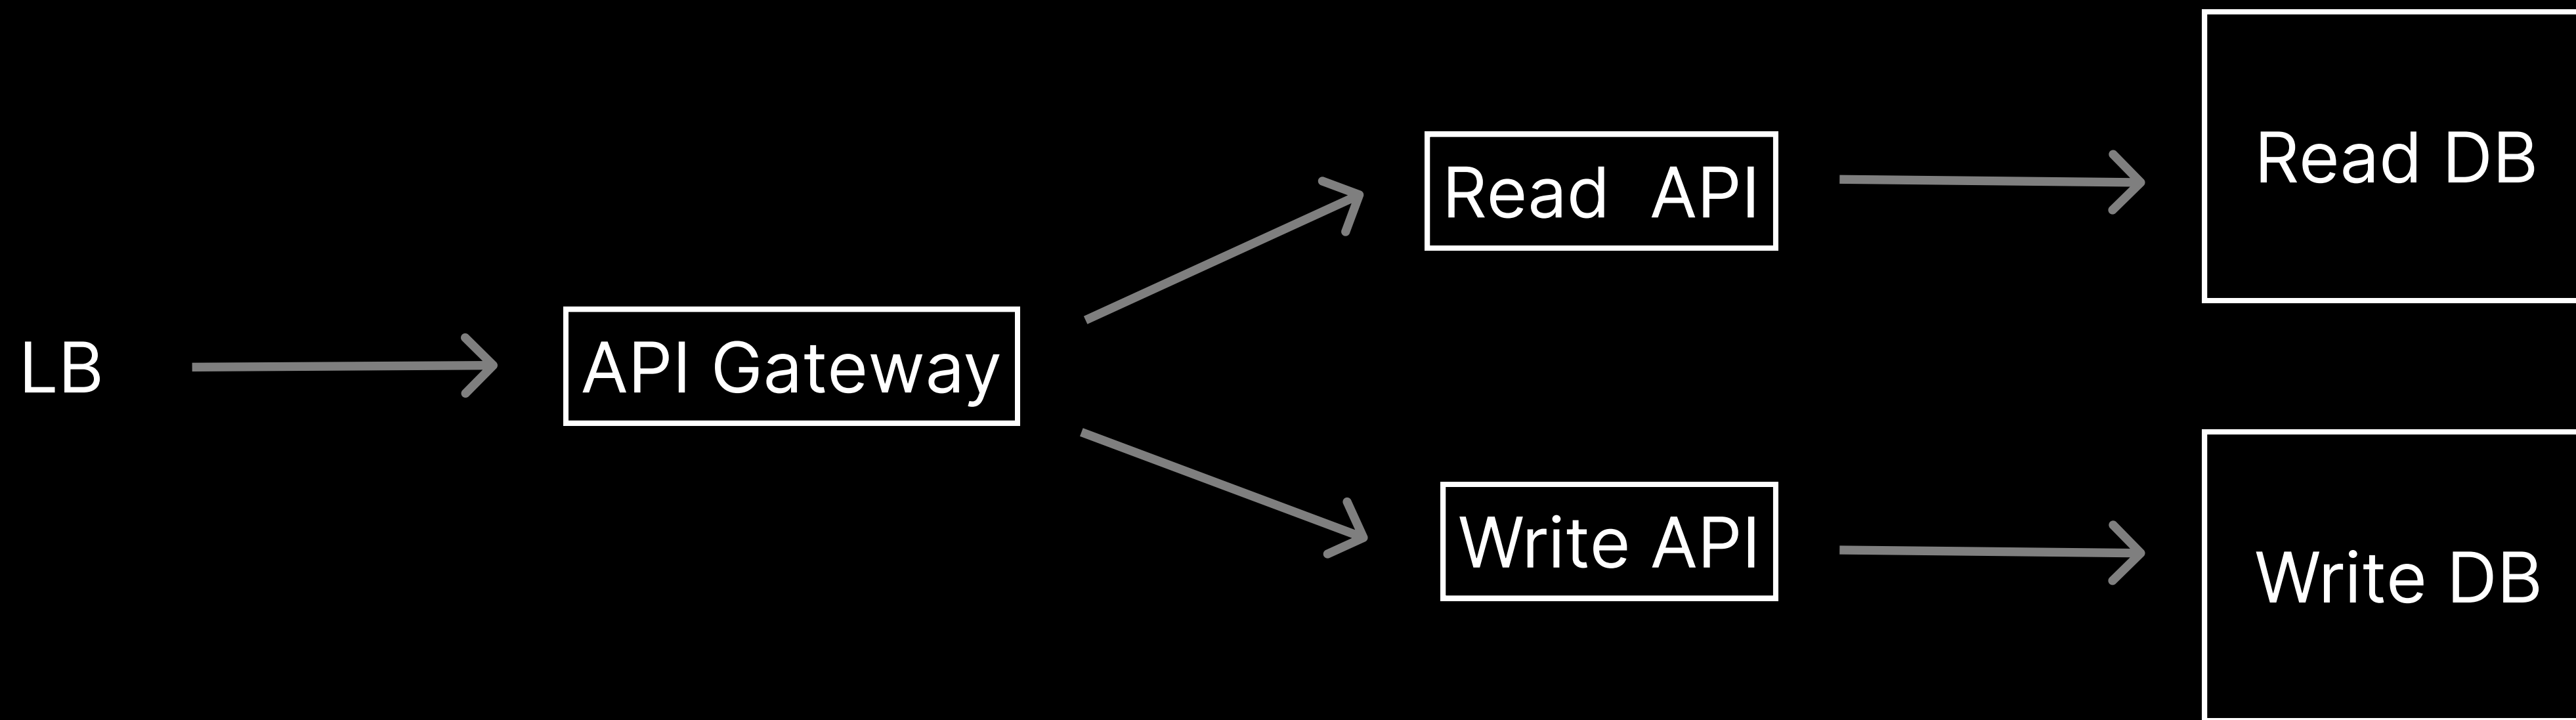 LB
API Gateway
Read  API
Write API
Read DB
Write DB